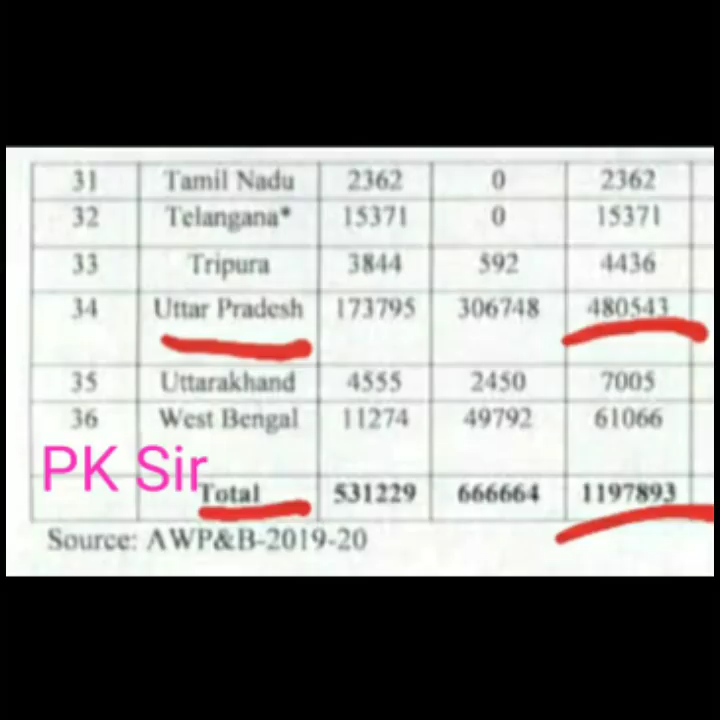 31 Tamil Nadu 2362 0 2362
32 Telangana* 15371 0 15371
33 Tripura 3844 592 4436
34 Uttar Pradesh 173795 306748 480543
35 Uttarakhand 4555 2450 7005
36 West Bengal 11274 49792 61066
PK Sir
Total 531229 666664 1197893
Source: AWP&B-2019-20